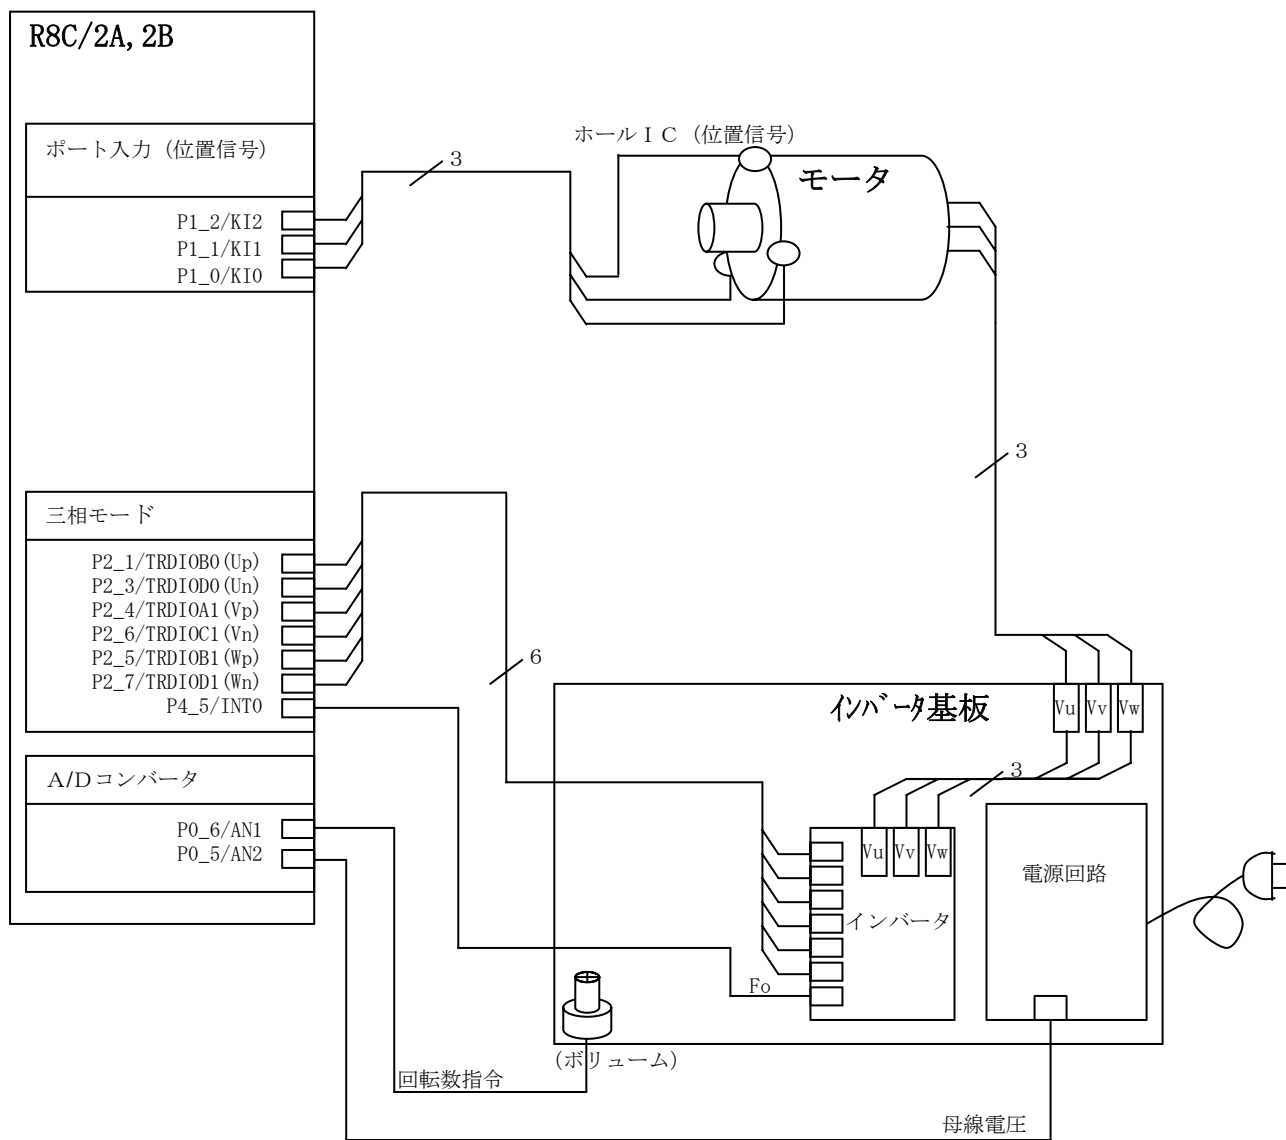 R8C/2A, 2B
ポート入力 (位置信号)
P1_2/KI2
P1_1/KI1
P1_0/KI0
3
ホールＩＣ (位置信号)
モータ
3
三相モード
P2_1/TRDIOB0(Up)
P2_3/TRDIOD0(Un)
P2_4/TRDIOA1(Vp)
P2_6/TRDIOC1(Vn)
P2_5/TRDIOB1(Wp)
P2_7/TRDIOD1(Wn)
P4_5/INT0
6
インバータ基板
Vu Vv Vw
3
A/Dコンバータ
P0_6/AN1
P0_5/AN2
Vu Vv Vw
インバータ
電源回路
Fo
(ボリューム)
回転数指令
母線電圧